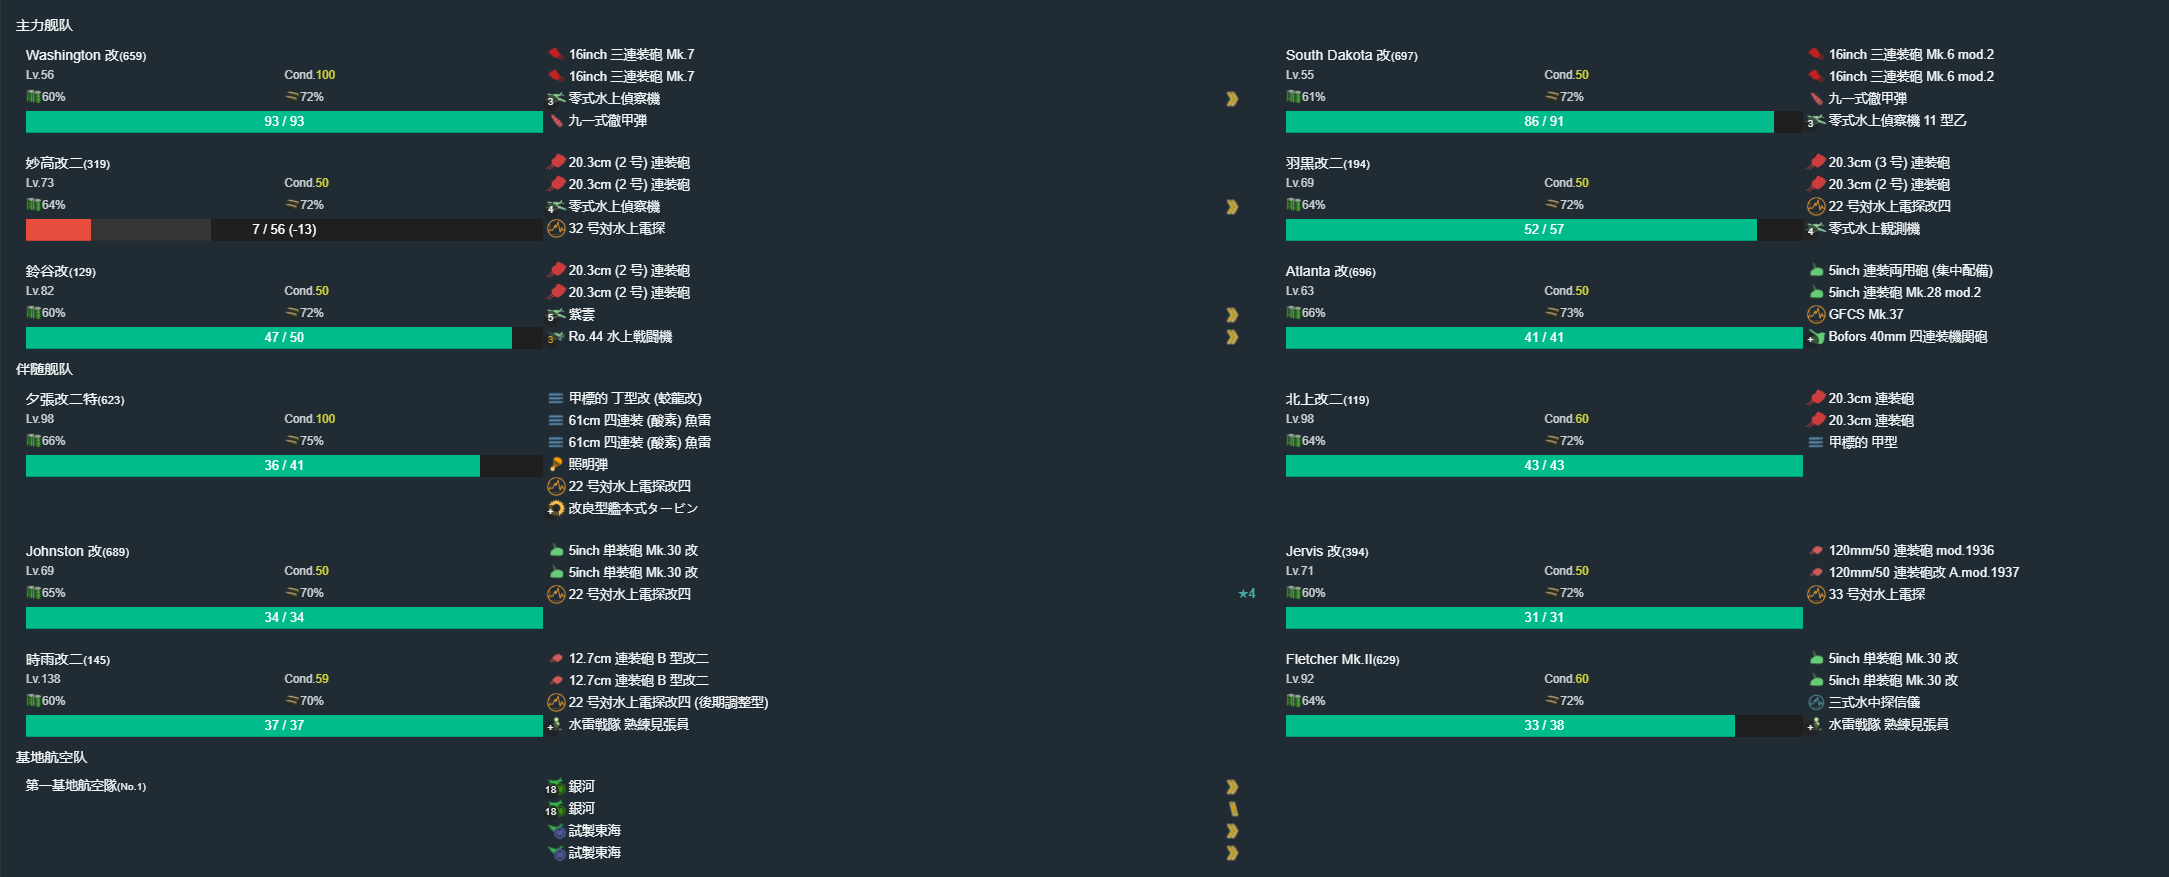 主力舰队
Washington 改(659)
Lv.56 Cond.100
60% 72%
93 / 93
16inch 三連装砲 Mk.7
16inch 三連装砲 Mk.7
3 零式水上偵察機
九一式徹甲弾
South Dakota 改(697)
Lv.55 Cond.50
61% 72%
86 / 91
16inch 三連装砲 Mk.6 mod.2
16inch 三連装砲 Mk.6 mod.2
九一式徹甲弾
3 零式水上偵察機 11 型乙
妙高改二(319)
Lv.73 Cond.50
64% 72%
7 / 56 (-13)
20.3cm (2 号) 連装砲
20.3cm (2 号) 連装砲
4 零式水上偵察機
32 号対水上電探
羽黒改二(194)
Lv.69 Cond.50
64% 72%
52 / 57
20.3cm (3 号) 連装砲
20.3cm (2 号) 連装砲
22 号対水上電探改四
4 零式水上観測機
鈴谷改(129)
Lv.82 Cond.50
60% 72%
47 / 50
20.3cm (2 号) 連装砲
20.3cm (2 号) 連装砲
5 紫雲
3 Ro.44 水上戦闘機
Atlanta 改(696)
Lv.63 Cond.50
66% 73%
41 / 41
5inch 連装両用砲 (集中配備)
5inch 連装砲 Mk.28 mod.2
GFCS Mk.37
+ Bofors 40mm 四連装機関砲
伴随舰队
夕張改二特(623)
Lv.98 Cond.100
66% 75%
36 / 41
甲標的 丁型改 (蛟龍改)
61cm 四連装 (酸素) 魚雷
61cm 四連装 (酸素) 魚雷
照明弾
22 号対水上電探改四
+ 改良型艦本式タービン
北上改二(119)
Lv.98 Cond.60
64% 72%
43 / 43
20.3cm 連装砲
20.3cm 連装砲
甲標的 甲型
Johnston 改(689)
Lv.69 Cond.50
65% 70%
34 / 34
5inch 単装砲 Mk.30 改
5inch 単装砲 Mk.30 改
22 号対水上電探改四 ★4
Jervis 改(394)
Lv.71 Cond.50
60% 72%
31 / 31
120mm/50 連装砲 mod.1936
120mm/50 連装砲改 A.mod.1937
33 号対水上電探
時雨改二(145)
Lv.138 Cond.59
60% 70%
37 / 37
12.7cm 連装砲 B 型改二
12.7cm 連装砲 B 型改二
22 号対水上電探改四 (後期調整型)
+ 水雷戦隊 熟練見張員
Fletcher Mk.II(629)
Lv.92 Cond.60
64% 72%
33 / 38
5inch 単装砲 Mk.30 改
5inch 単装砲 Mk.30 改
三式水中探信儀
+ 水雷戦隊 熟練見張員
基地航空队
第一基地航空隊(No.1)
18 銀河
18 銀河
試製東海
試製東海